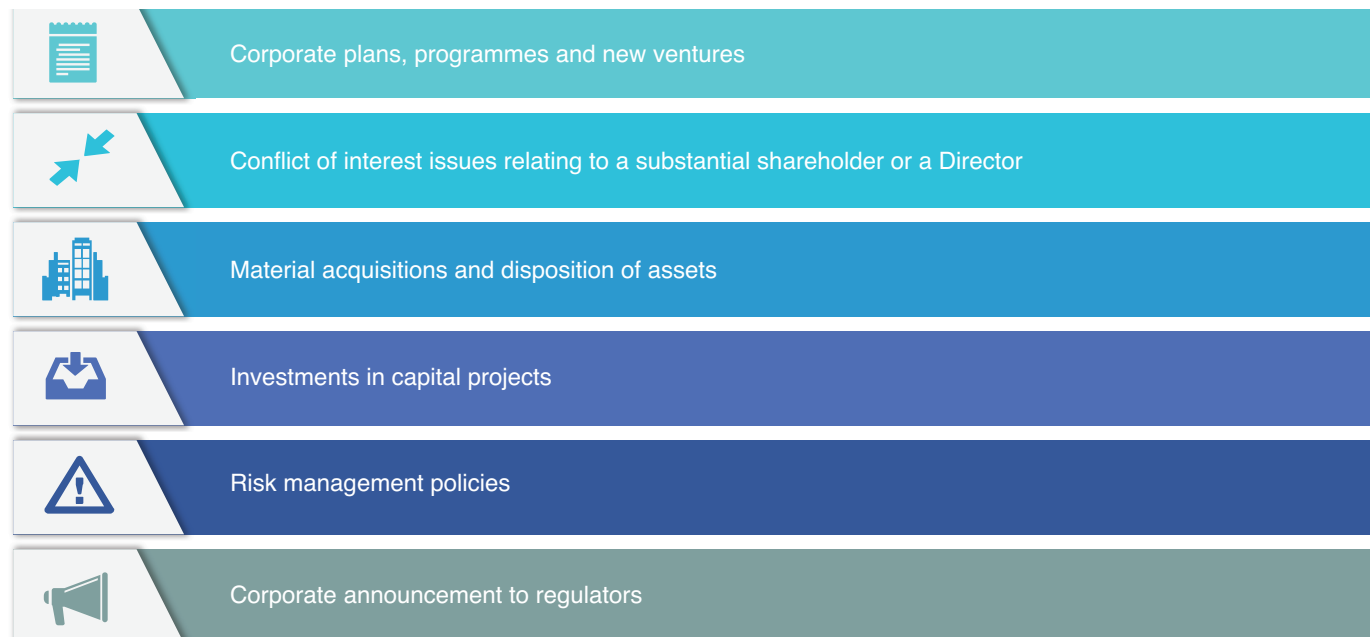 Corporate plans, programmes and new ventures
Conflict of interest issues relating to a substantial shareholder or a Director
Material acquisitions and disposition of assets
Investments in capital projects
Risk management policies
Corporate announcement to regulators